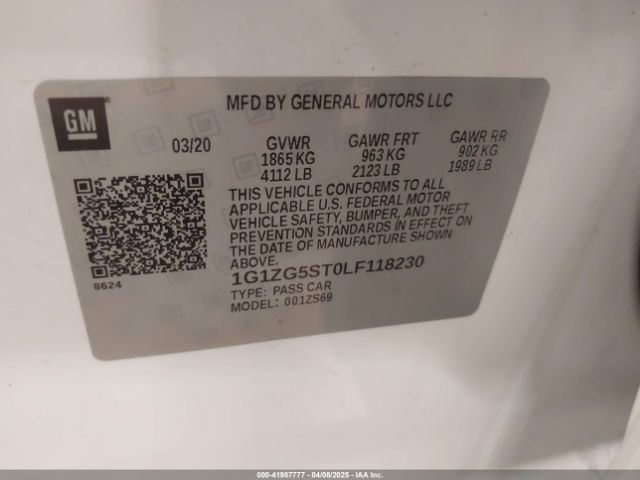 GM
MFD BY GENERAL MOTORS LLC
03/20 GVWR GAWR FRT GAWR RR
1865 KG 963 KG 902 KG
4112 LB 2123 LB 1989 LB
THIS VEHICLE CONFORMS TO ALL
APPLICABLE U.S. FEDERAL MOTOR
VEHICLE SAFETY, BUMPER, AND THEFT
PREVENTION STANDARDS IN EFFECT ON
THE DATE OF MANUFACTURE SHOWN
ABOVE.
8624
1G1ZG5ST0LF118230
TYPE: PASS CAR
MODEL: 001ZS69
000-41987777 - 04/08/2025 - IAAI.COM